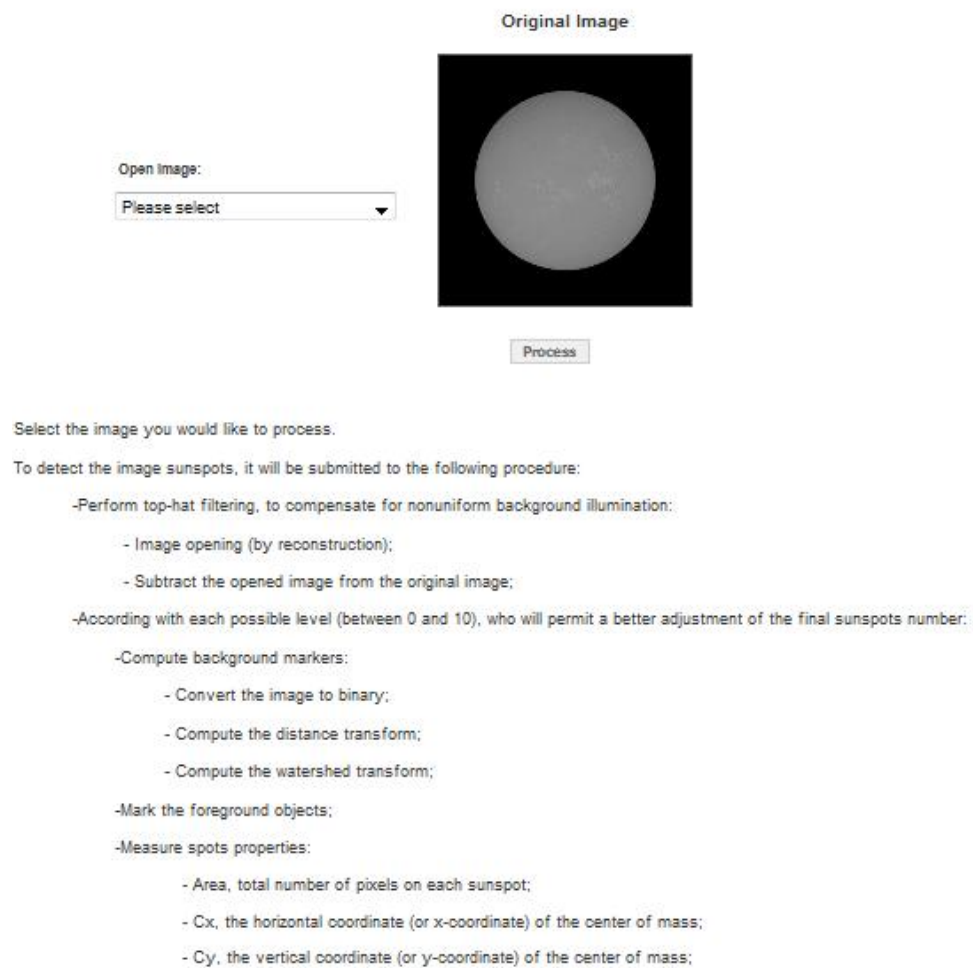 Original Image
Open Image:
Please select
Process
Select the image you would like to process.
To detect the image sunspots, it will be submitted to the following procedure:
-Perform top-hat filtering, to compensate for nonuniform background illumination:
- Image opening (by reconstruction);
- Subtract the opened image from the original image;
-According with each possible level (between 0 and 10), who will permit a better adjustment of the final sunspots number:
-Compute background markers:
- Convert the image to binary;
- Compute the distance transform;
- Compute the watershed transform;
-Mark the foreground objects;
-Measure spots properties:
- Area, total number of pixels on each sunspot;
- Cx, the horizontal coordinate (or x-coordinate) of the center of mass;
- Cy, the vertical coordinate (or y-coordinate) of the center of mass;